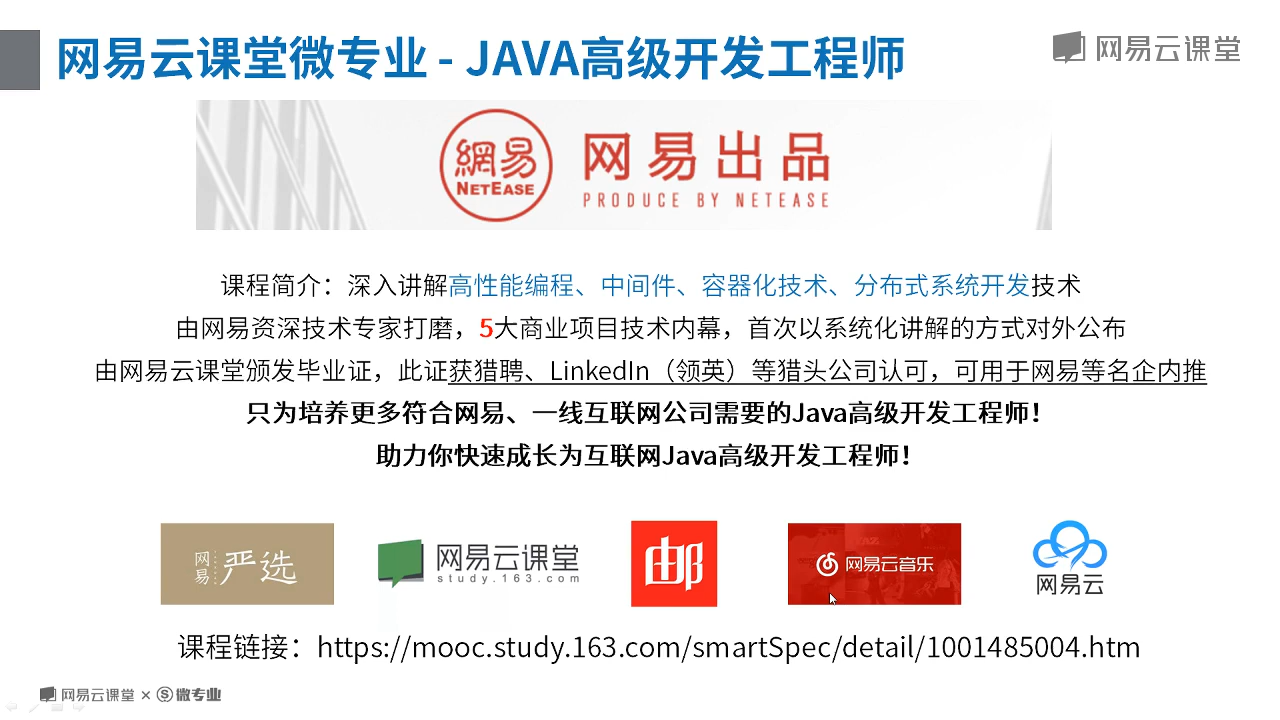 网易云课堂微专业 - JAVA高级开发工程师
网易云课堂
網易
NETEASE
网易出品
PRODUCE BY NETEASE
课程简介：深入讲解高性能编程、中间件、容器化技术、分布式系统开发技术
由网易资深技术专家打磨，5大商业项目技术内幕，首次以系统化讲解的方式对外公布
由网易云课堂颁发毕业证，此证获猎聘、LinkedIn（领英）等猎头公司认可，可用于网易等名企内推
只为培养更多符合网易、一线互联网公司需要的Java高级开发工程师！
助力你快速成长为互联网Java高级开发工程师！
网易严选
网易云课堂
study.163.com
邮
网易云音乐
网易云
课程链接：https://mooc.study.163.com/smartSpec/detail/1001485004.htm
网易云课堂 × S微专业